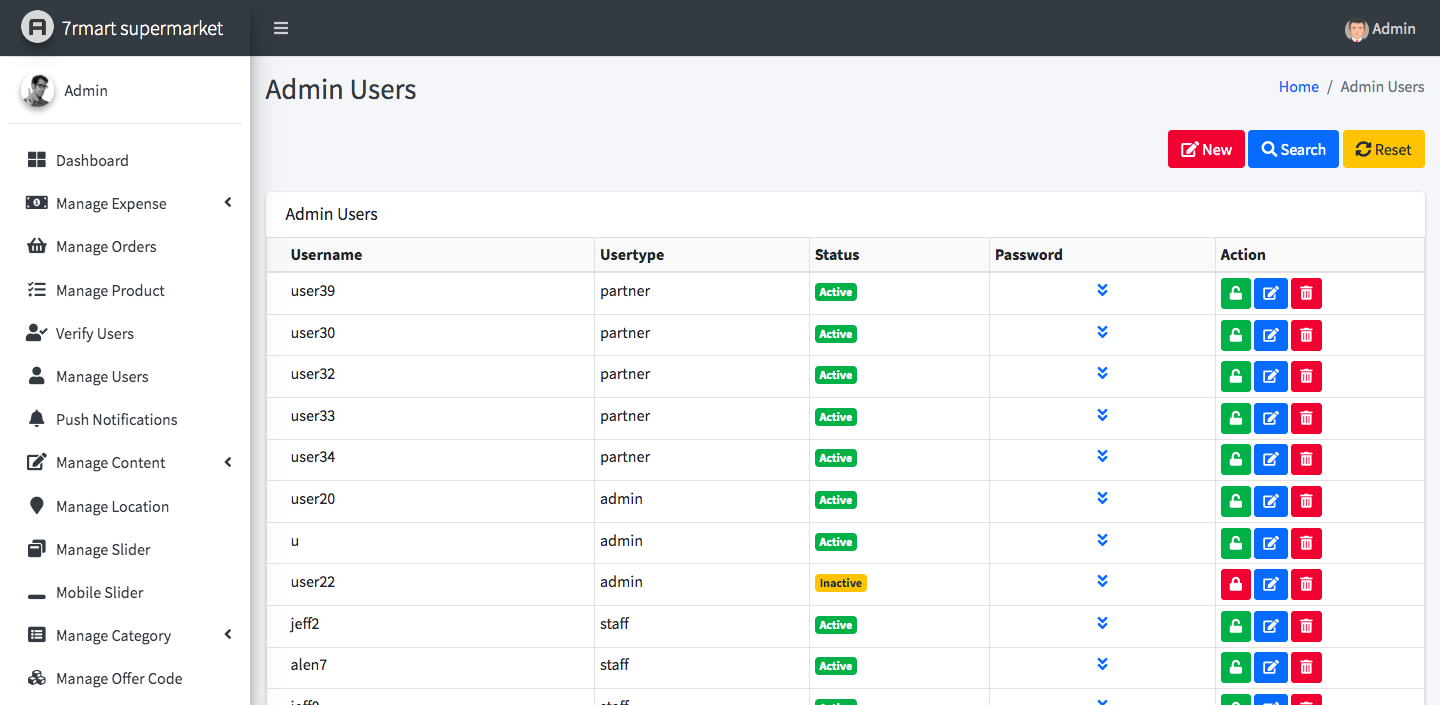 7rmart supermarket
Admin
Admin
Dashboard
Manage Expense
Manage Orders
Manage Product
Verify Users
Manage Users
Push Notifications
Manage Content
Manage Location
Manage Slider
Mobile Slider
Manage Category
Manage Offer Code
Admin Users
Home / Admin Users
New Search Reset
Admin Users
Username Usertype Status Password Action
user39 partner Active
user30 partner Active
user32 partner Active
user33 partner Active
user34 partner Active
user20 admin Active
u admin Active
user22 admin Inactive
jeff2 staff Active
alen7 staff Active